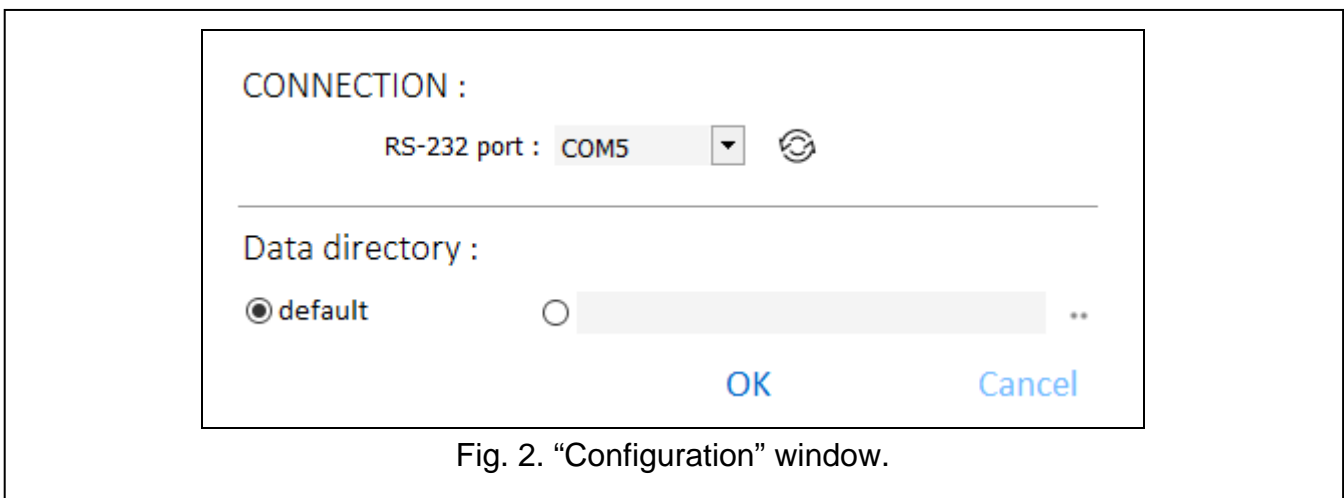 CONNECTION :
RS-232 port : COM5
Data directory :
default
..
OK Cancel
Fig. 2. “Configuration” window.